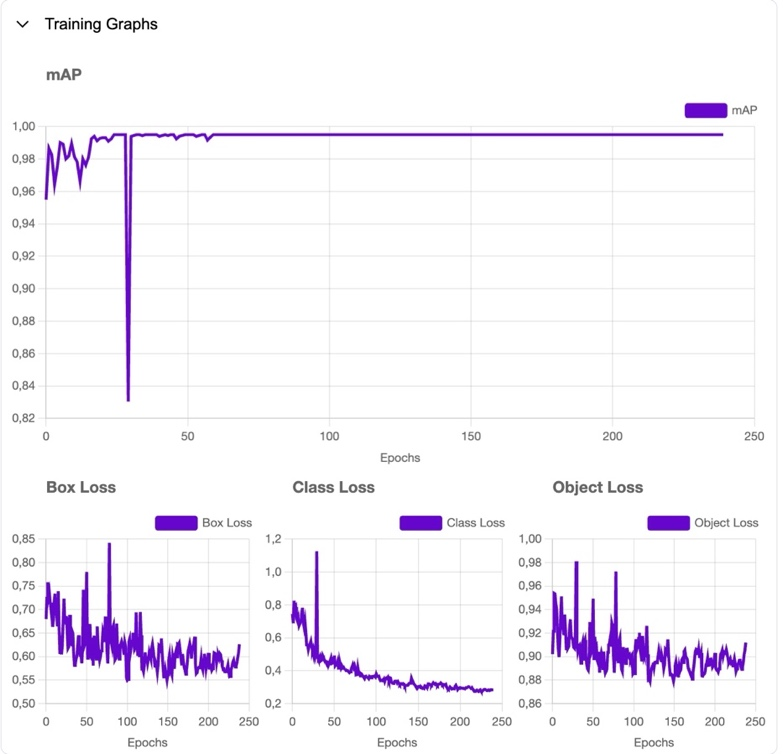 Training Graphs
mAP
mAP
1,00
0,98
0,96
0,94
0,92
0,90
0,88
0,86
0,84
0,82
0 50 100 150 200 250
Epochs
Box Loss
Box Loss
0,85
0,80
0,75
0,70
0,65
0,60
0,55
0,50
0 50 100 150 200 250
Epochs
Class Loss
Class Loss
1,2
1,0
0,8
0,6
0,4
0,2
0 50 100 150 200 250
Epochs
Object Loss
Object Loss
1,00
0,98
0,96
0,94
0,92
0,90
0,88
0,86
0 50 100 150 200 250
Epochs